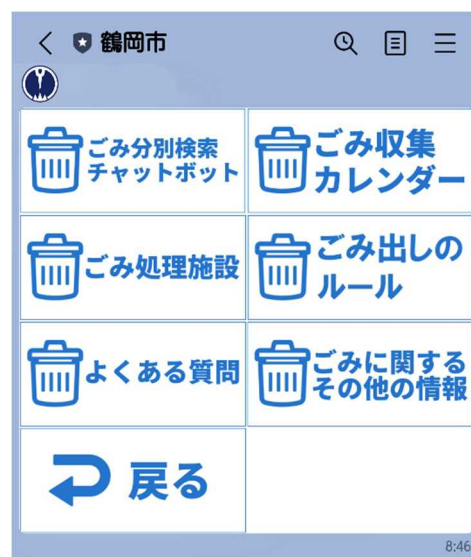 鶴岡市
ごみ分別検索
チャットボット
ごみ収集
カレンダー
ごみ処理施設
ごみ出しの
ルール
よくある質問
ごみに関する
その他の情報
戻る
8:46